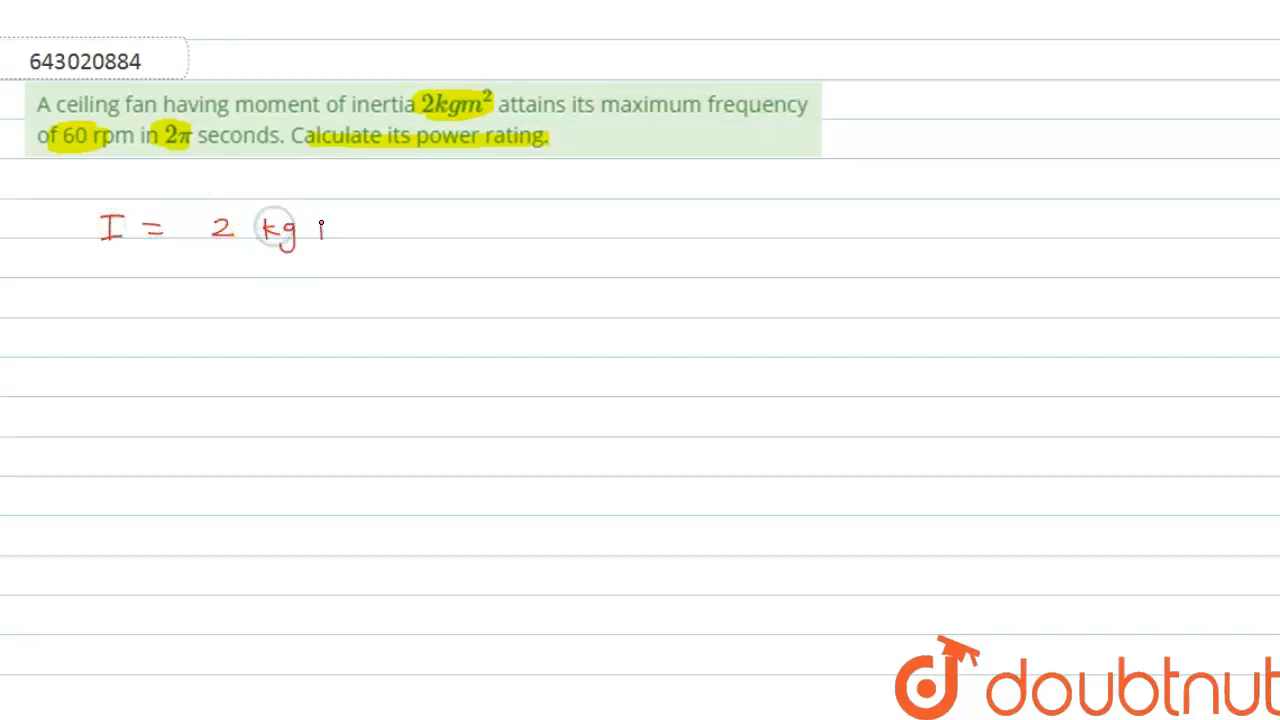 643020884
A ceiling fan having moment of inertia 2kgm² attains its maximum frequency
of 60 rpm in 2π seconds. Calculate its power rating.
I = 2 kg
doubtnut